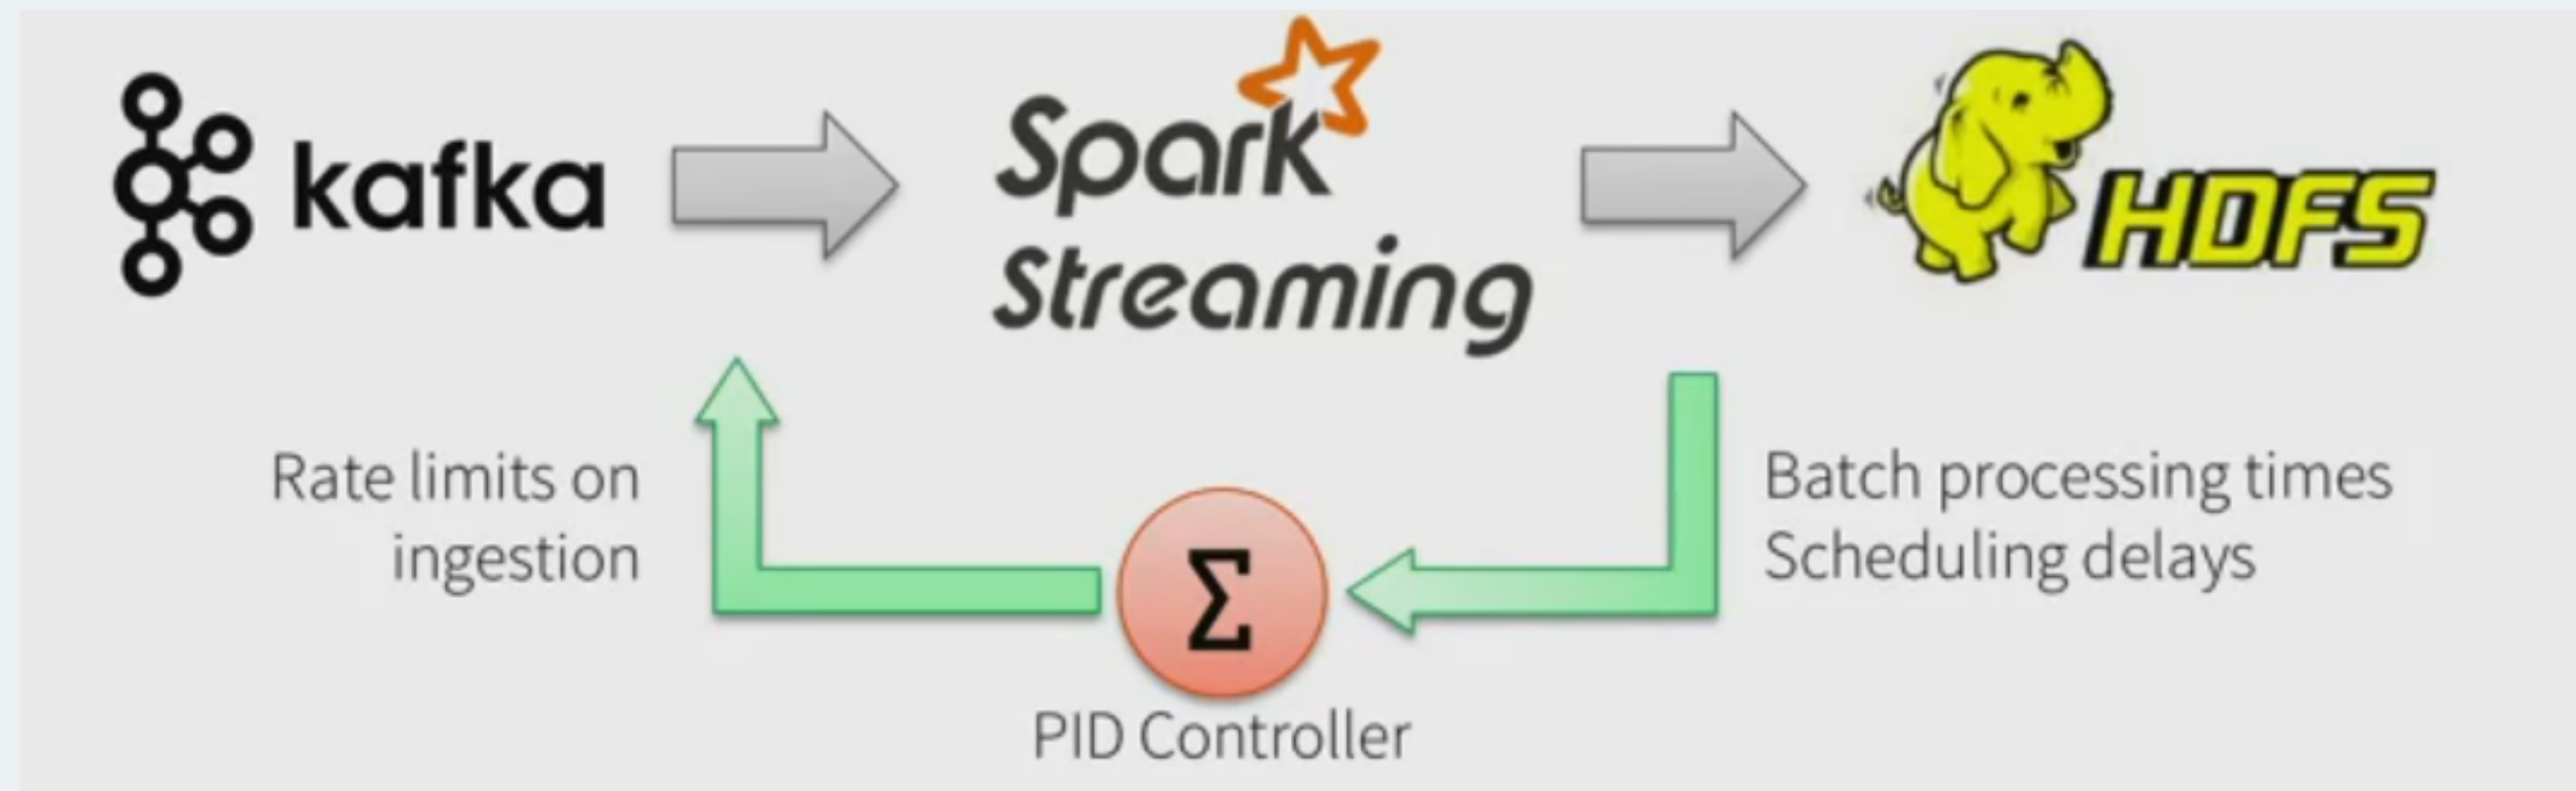 kafka
Spark
Streaming
HDFS
Rate limits on
ingestion
Σ
PID Controller
Batch processing times
Scheduling delays